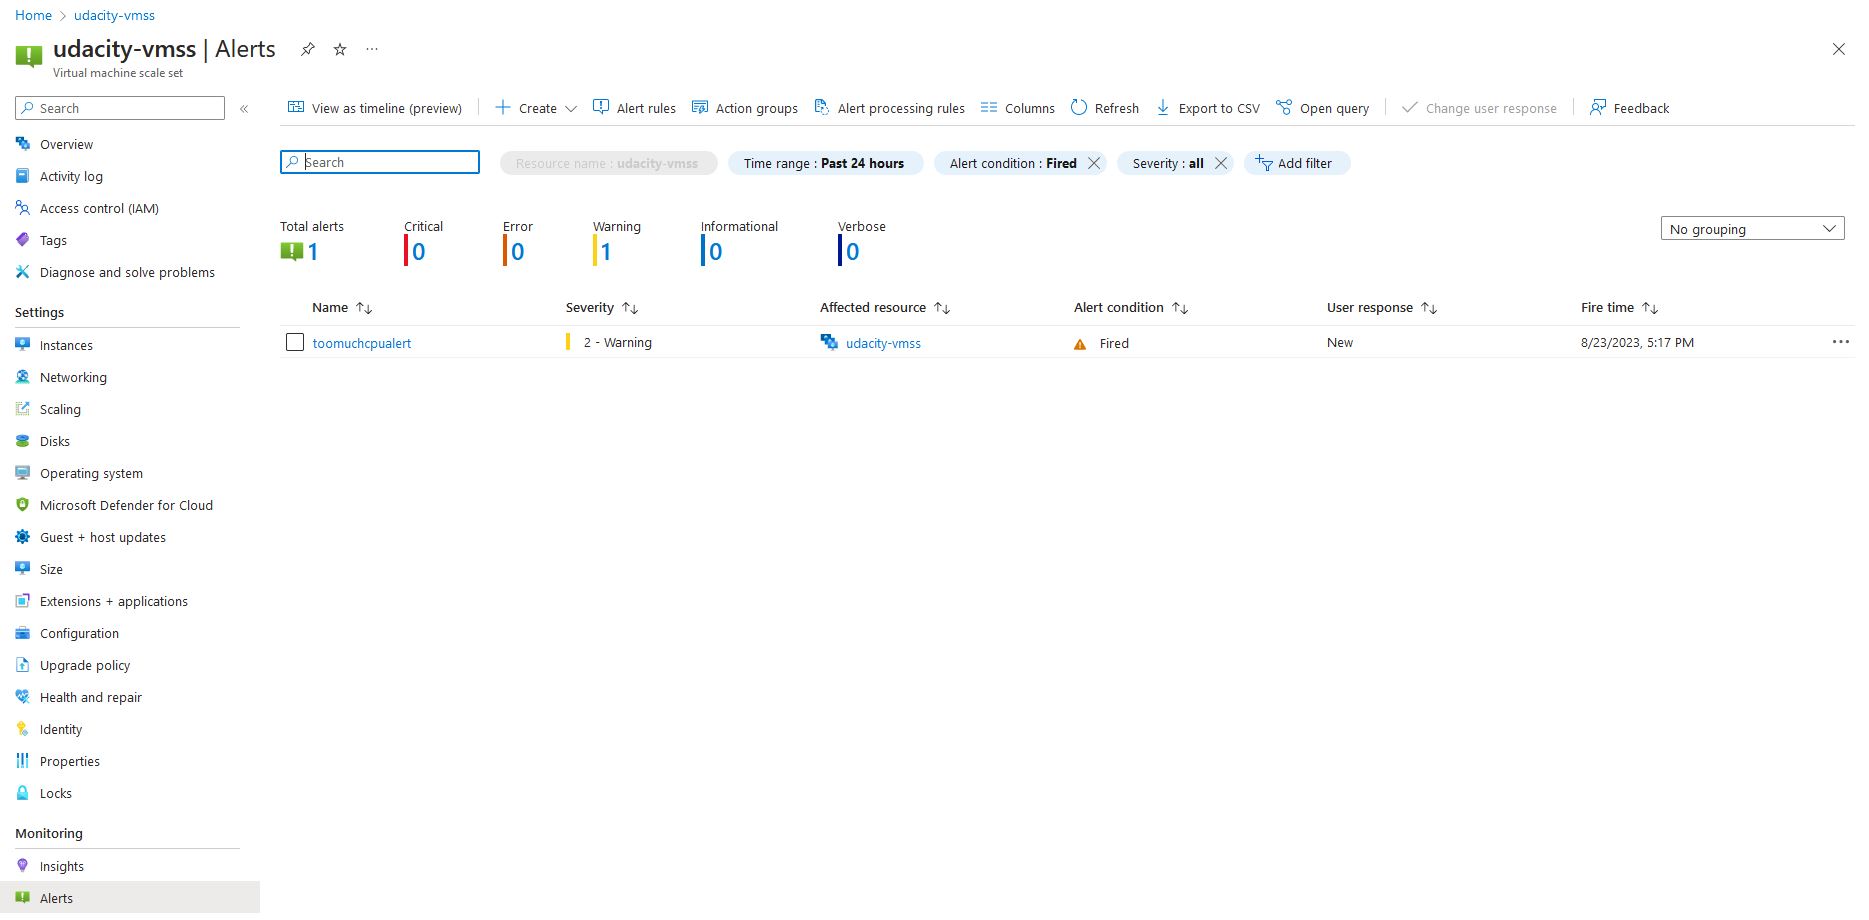 Home > udacity-vmss
udacity-vmss | Alerts ...
Virtual machine scale set
Search «
Overview
Activity log
Access control (IAM)
Tags
Diagnose and solve problems
Settings
Instances
Networking
Scaling
Disks
Operating system
Microsoft Defender for Cloud
Guest + host updates
Size
Extensions + applications
Configuration
Upgrade policy
Health and repair
Identity
Properties
Locks
Monitoring
Insights
Alerts
View as timeline (preview) Create Alert rules Action groups Alert processing rules Columns Refresh Export to CSV Open query Change user response Feedback
Search Resource name : udacity-vmss Time range : Past 24 hours Alert condition : Fired Severity : all Add filter
Total alerts Critical Error Warning Informational Verbose
1 0 0 1 0 0
No grouping
Name ↑↓ Severity ↑↓ Affected resource ↑↓ Alert condition ↑↓ User response ↑↓ Fire time ↑↓
toomuchcpualert 2 - Warning udacity-vmss Fired New 8/23/2023, 5:17 PM ...